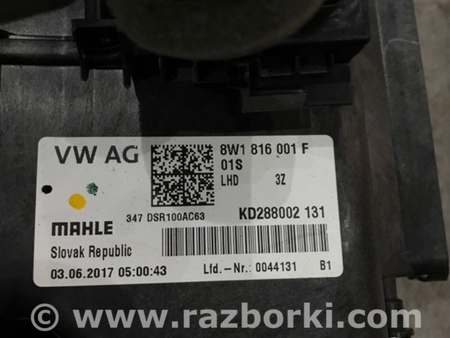 VW AG
8W1 816 001 F
01S
LHD 3Z
347 DSR100AC63
KD288002 131
MAHLE
Slovak Republic
03.06.2017 05:00:43
Lfd.-Nr.: 0044131 B1
www.razborki.com